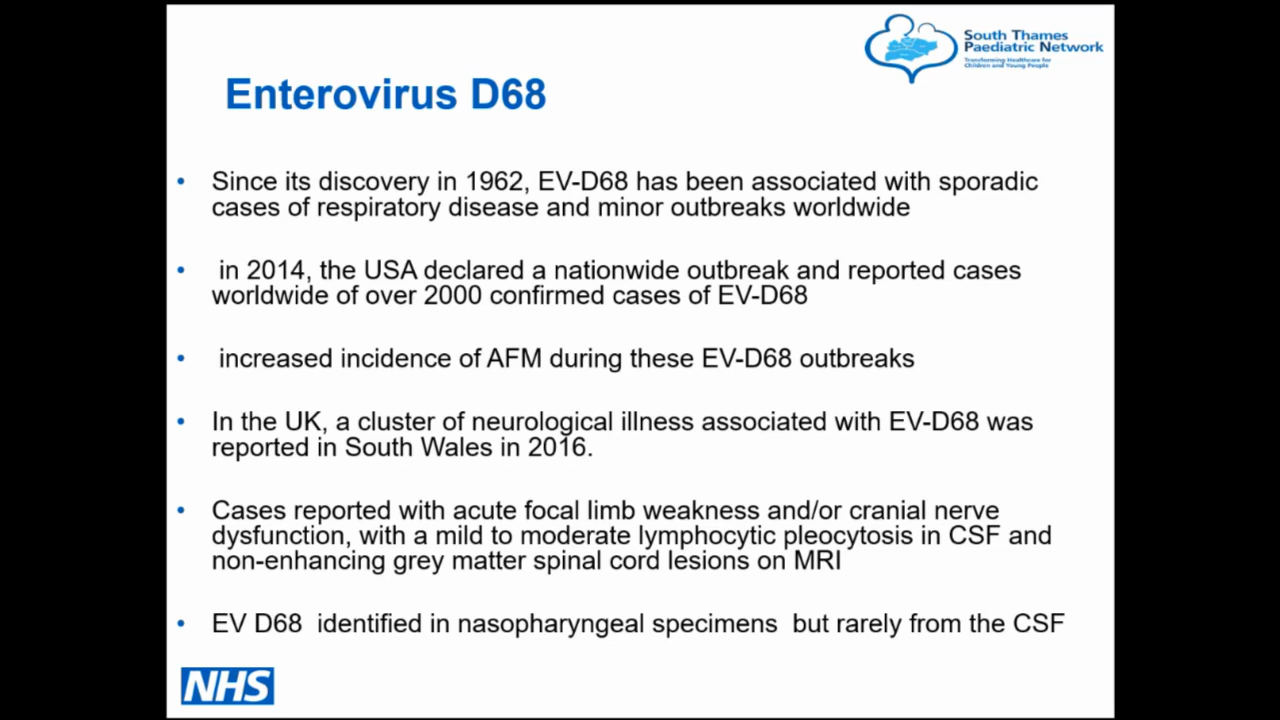 South Thames
Paediatric Network
Transforming Healthcare for
Children and Young People
Enterovirus D68
• Since its discovery in 1962, EV-D68 has been associated with sporadic
cases of respiratory disease and minor outbreaks worldwide
• in 2014, the USA declared a nationwide outbreak and reported cases
worldwide of over 2000 confirmed cases of EV-D68
• increased incidence of AFM during these EV-D68 outbreaks
• In the UK, a cluster of neurological illness associated with EV-D68 was
reported in South Wales in 2016.
• Cases reported with acute focal limb weakness and/or cranial nerve
dysfunction, with a mild to moderate lymphocytic pleocytosis in CSF and
non-enhancing grey matter spinal cord lesions on MRI
• EV D68 identified in nasopharyngeal specimens but rarely from the CSF
NHS